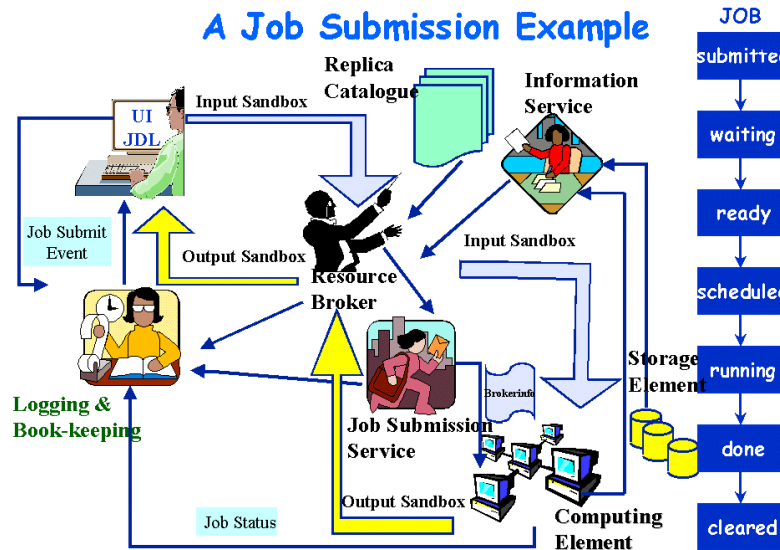 A Job Submission Example
JOB
Replica
Catalogue
Information
Service
Input Sandbox
UI
JDL
Job Submit
Event
Output Sandbox
Input Sandbox
Resource
Broker
Storage
Element
Brokerinfo
Logging &
Book-keeping
Job Submission
Service
Output Sandbox
Job Status
Computing
Element
submitted
waiting
ready
scheduled
running
done
cleared